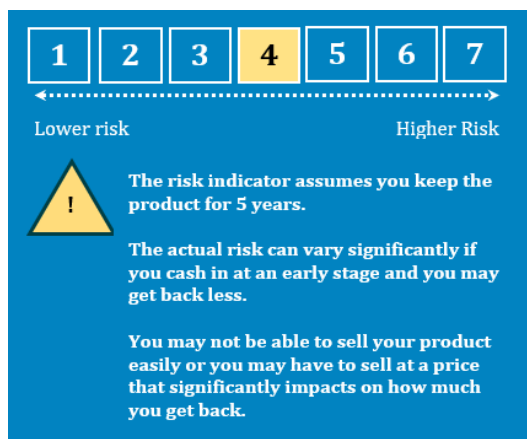 1 2 3 4 5 6 7
Lower risk Higher Risk
!
The risk indicator assumes you keep the
product for 5 years.
The actual risk can vary significantly if
you cash in at an early stage and you may
get back less.
You may not be able to sell your product
easily or you may have to sell at a price
that significantly impacts on how much
you get back.